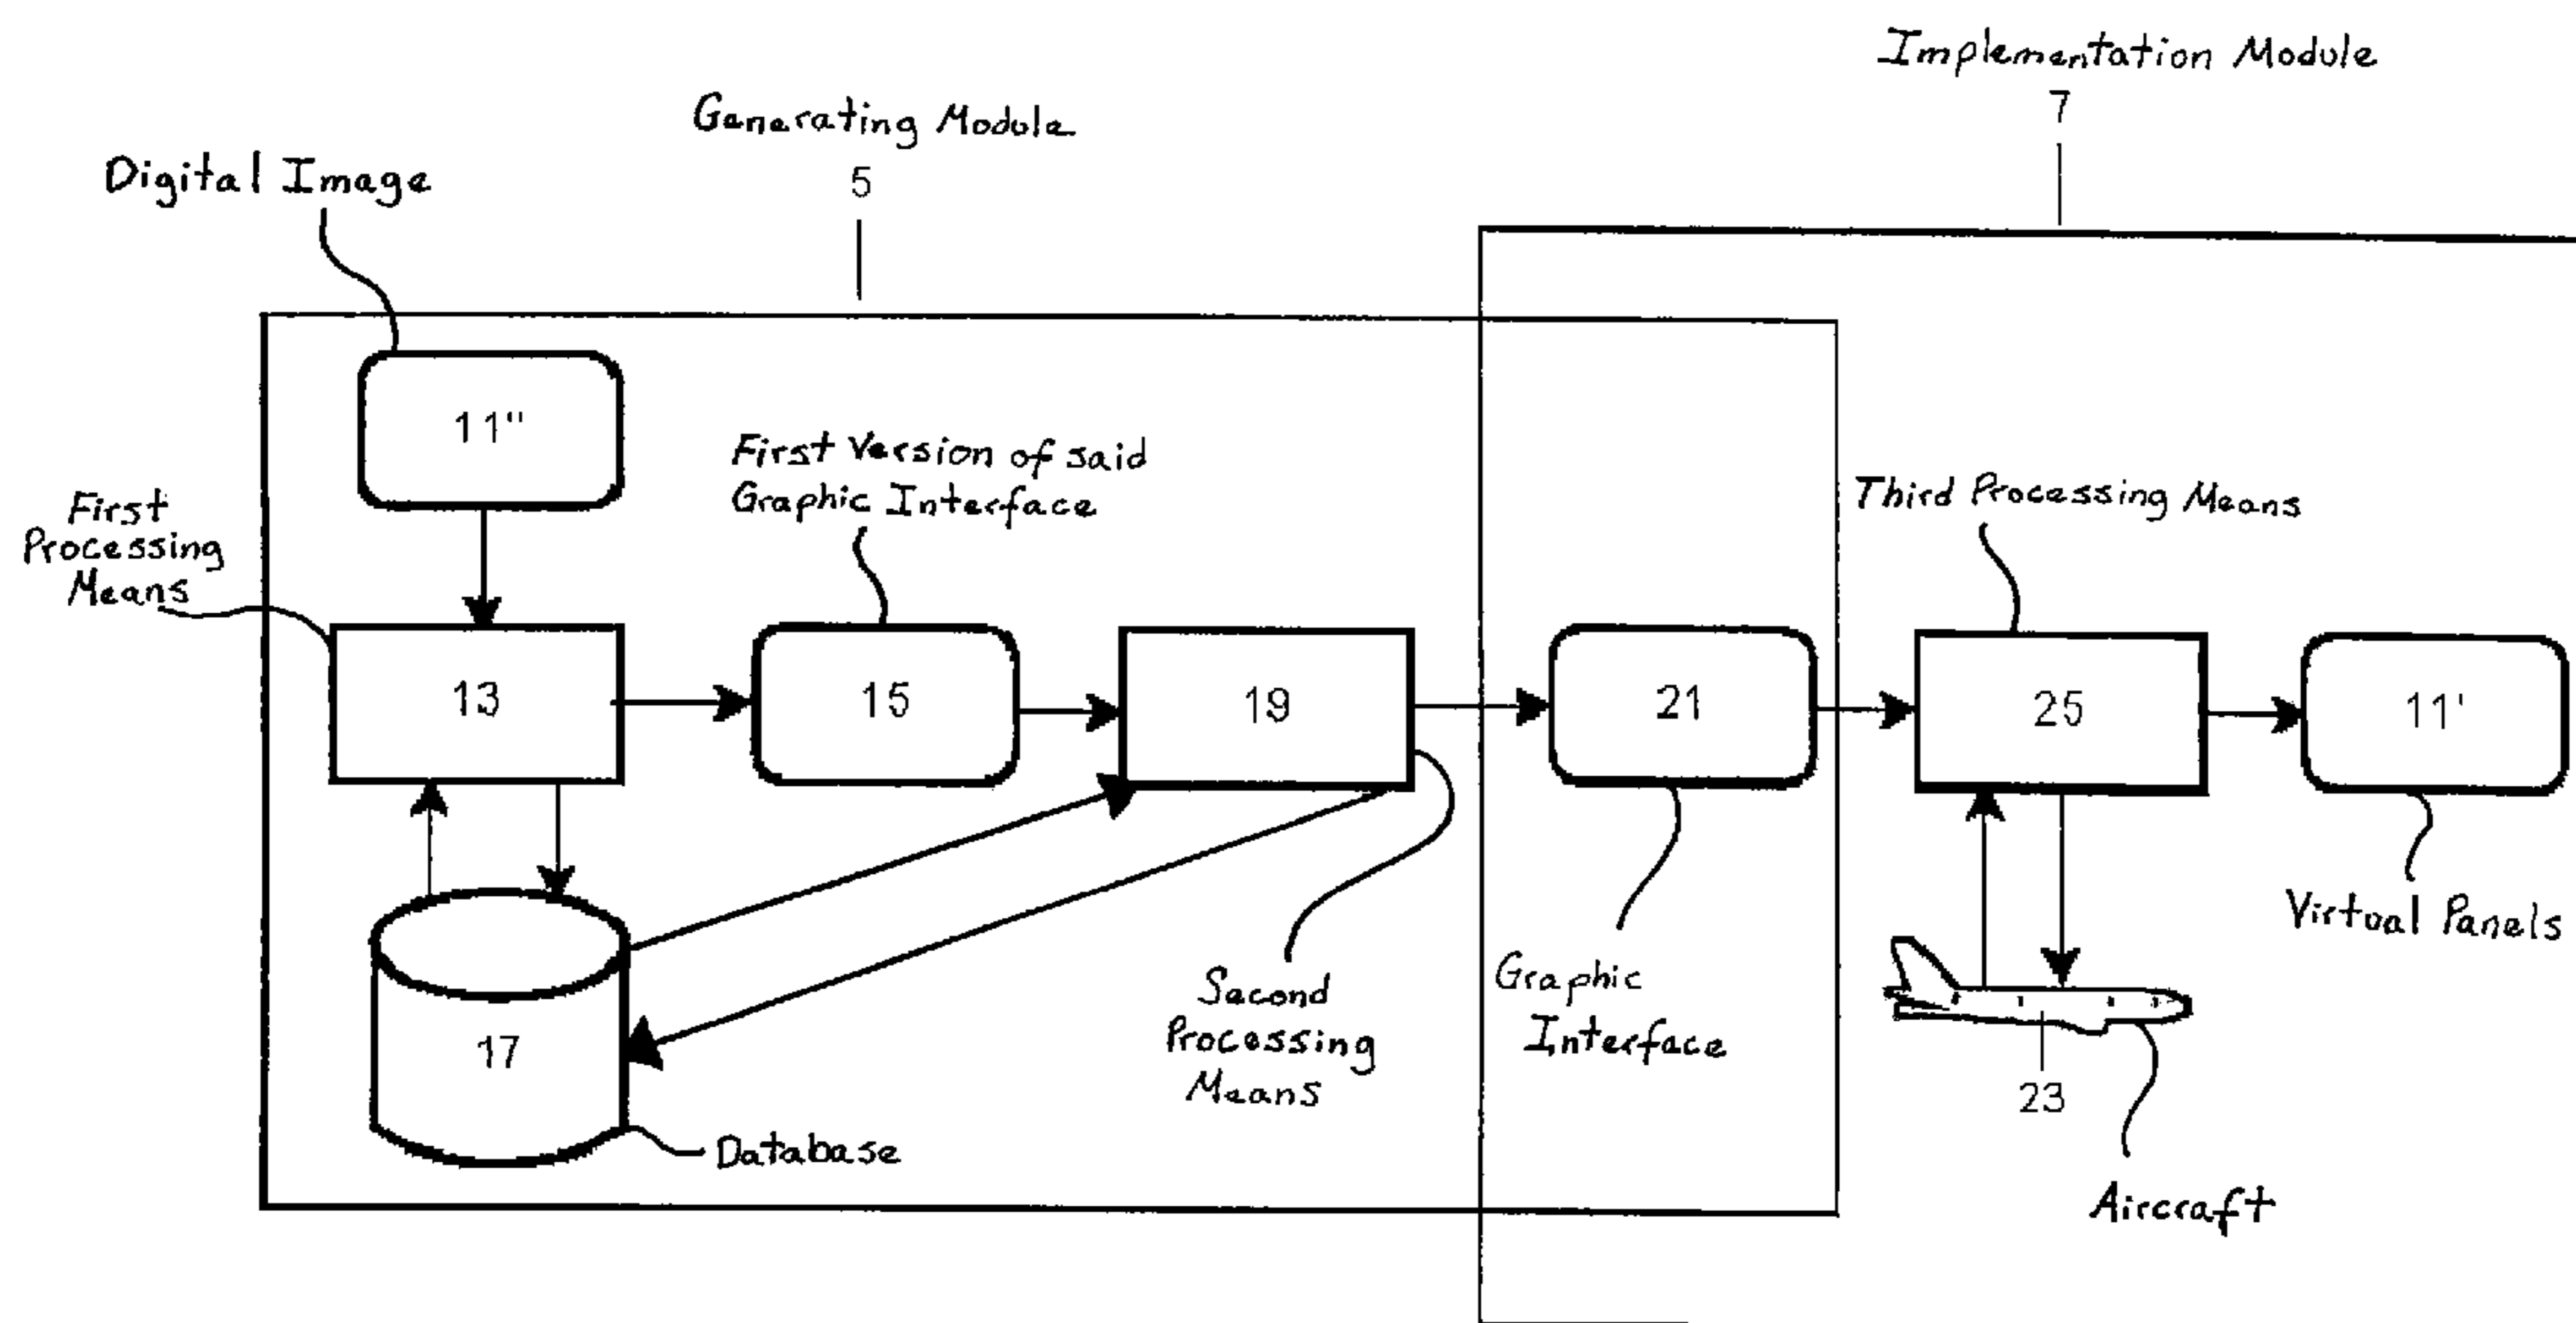 Implementation Module
7
Generating Module
5
Digital Image
11"
First Version of said
Graphic Interface
First
Processing
Means
Third Processing Means
13
15
19
21
25
11'
Virtual Panels
Graphic
Interface
Second
Processing
Means
17
23
Database
Aircraft